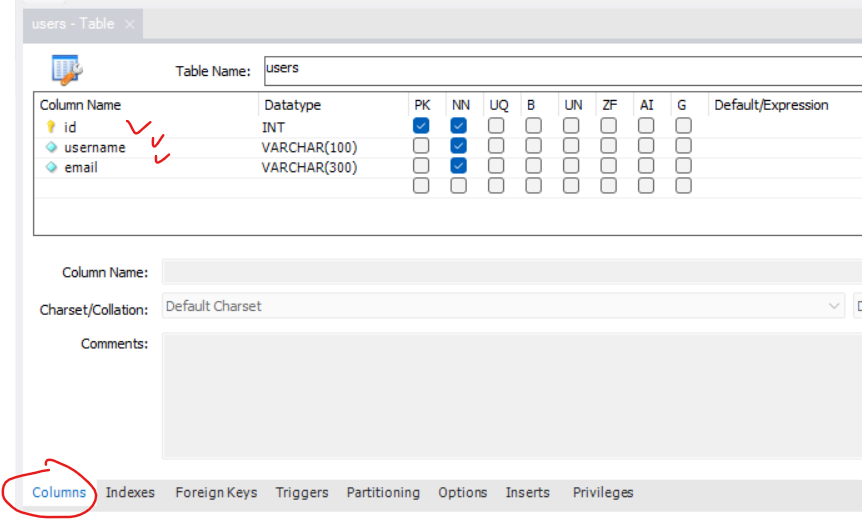 users - Table ×
Table Name: users
Column Name Datatype PK NN UQ B UN ZF AI G Default/Expression
id INT
username VARCHAR(100)
email VARCHAR(300)
Column Name:
Charset/Collation: Default Charset
Comments:
Columns Indexes Foreign Keys Triggers Partitioning Options Inserts Privileges